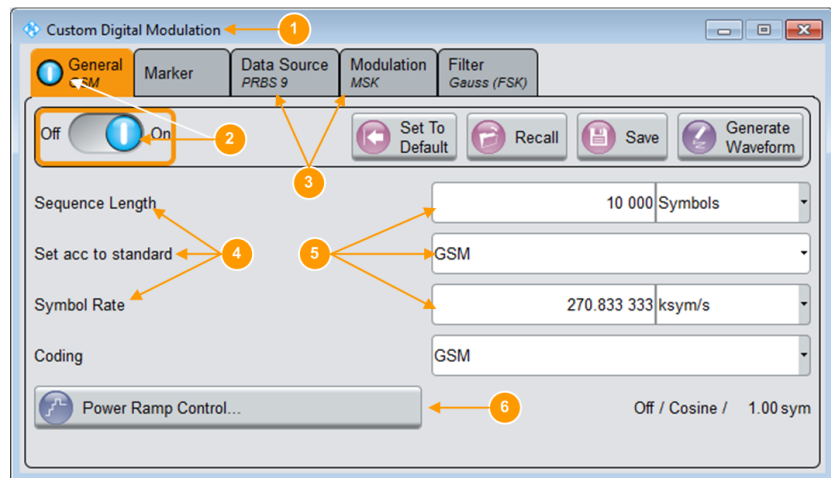 Custom Digital Modulation
1
General
GSM
Marker
Data Source
PRBS 9
Modulation
MSK
Filter
Gauss (FSK)
Off
On
2
Set To
Default
Recall
Save
Generate
Waveform
3
Sequence Length
10 000 Symbols
Set acc to standard
4
5
GSM
Symbol Rate
270.833 333 ksym/s
Coding
GSM
Power Ramp Control...
6
Off / Cosine / 1.00 sym